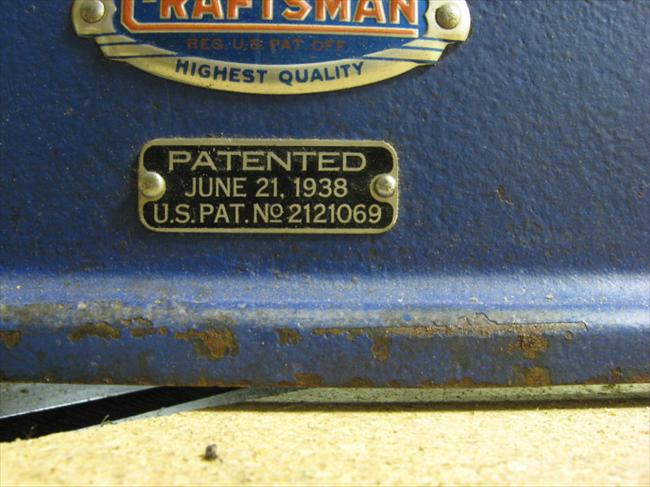 CRAFTSMAN
REG. U.S. PAT. OFF.
HIGHEST QUALITY
PATENTED
JUNE 21, 1938
U.S. PAT. Nº 2121069